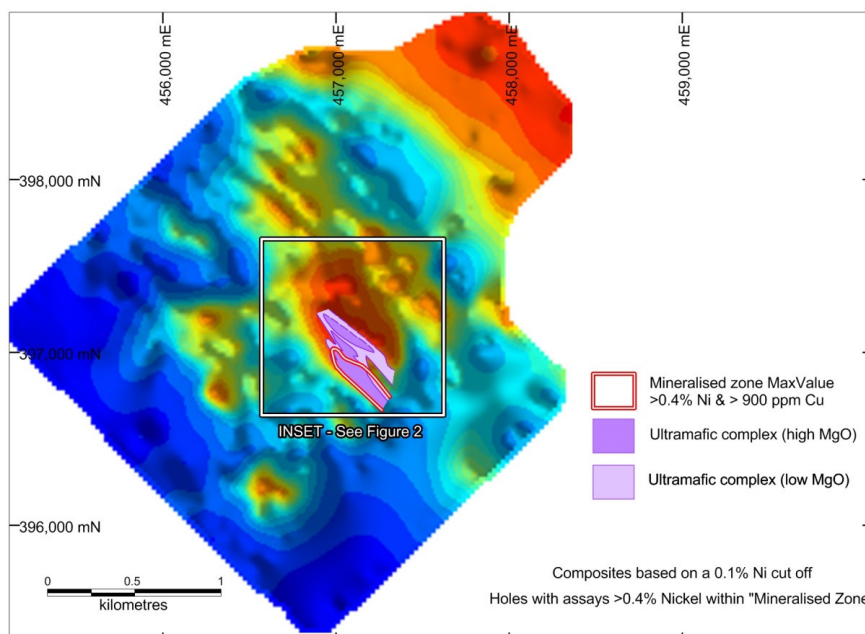 456,000 mE
457,000 mE
458,000 mE
459,000 mE
398,000 mN
397,000 mN
396,000 mN
INSET - See Figure 2
Mineralised zone MaxValue
>0.4% Ni & > 900 ppm Cu
Ultramafic complex (high MgO)
Ultramafic complex (low MgO)
0 0.5 1
kilometres
Composites based on a 0.1% Ni cut off
Holes with assays >0.4% Nickel within "Mineralised Zone